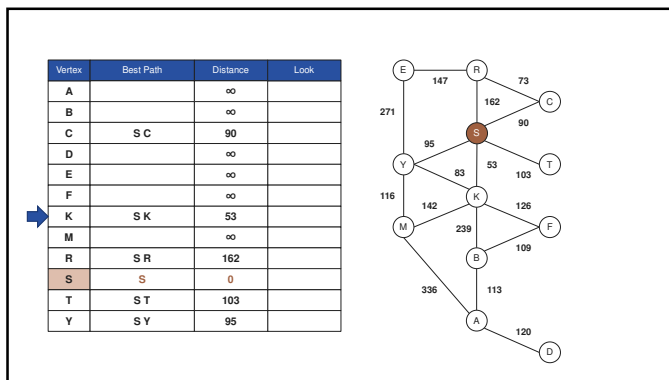 Vertex Best Path Distance Look
A ∞
B ∞
C S C 90
D ∞
E ∞
F ∞
K S K 53
M ∞
R S R 162
S S 0
T S T 103
Y S Y 95
E R
147 73
C
271 162
90
S
95
Y T
53 103
83
K
116 142 126
M F
239 109
B
336 113
A
120
D